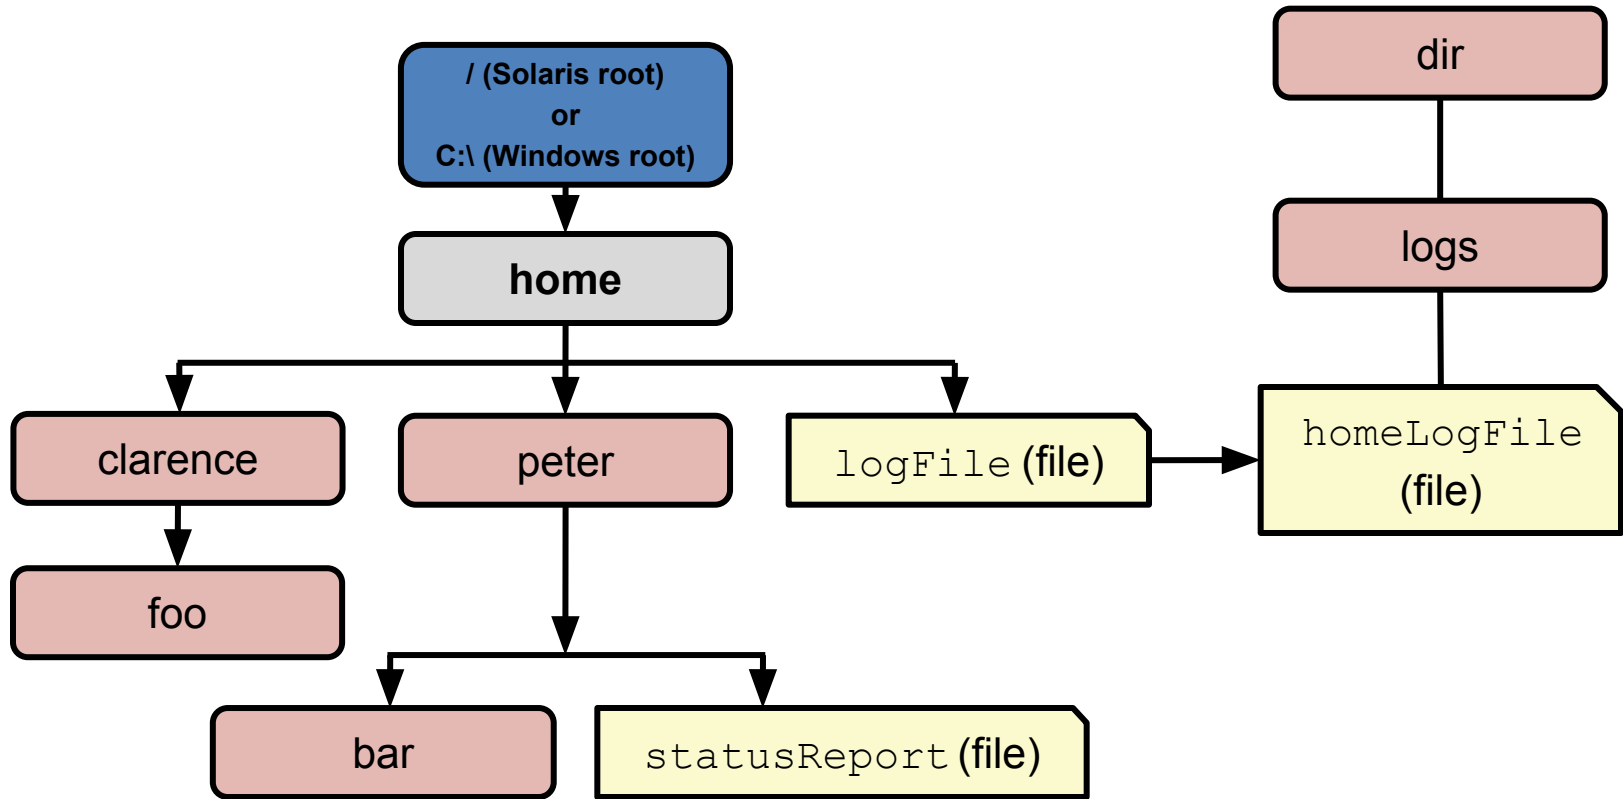 / (Solaris root)
or
C:\ (Windows root)
dir
logs
home
clarence
peter
logFile (file)
homeLogFile
(file)
foo
bar
statusReport (file)